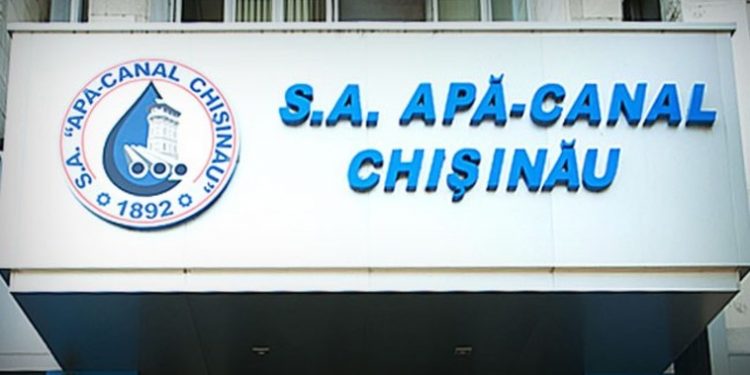 S.A. "APĂ-CANAL CHIȘINĂU"
1892
S.A. APĂ-CANAL
CHIȘINĂU